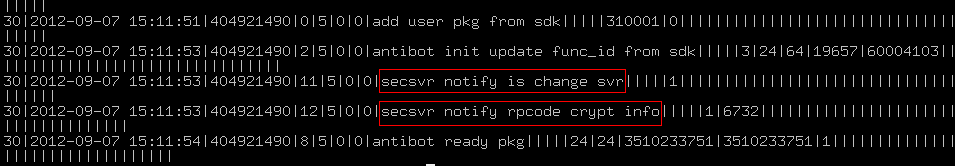 ||||||
30|2012-09-07 15:11:51|404921490|0|5|0|0|add user pkg from sdk|||||310001|0||||||||||||||||||||||||||||||||
|||||
30|2012-09-07 15:11:53|404921490|2|5|0|0|antibot init update func_id from sdk|||||3|24|64|19657|60004103||
||||||||||||||||||||||||||||||||
30|2012-09-07 15:11:53|404921490|11|5|0|0|secsvr notify is change svr|||||1||||||||||||||||||||||||||||||||
||||||
30|2012-09-07 15:11:53|404921490|12|5|0|0|secsvr notify rpcode crypt info|||||1|6732|||||||||||||||||||||||
||||||||||||||
30|2012-09-07 15:11:54|404921490|8|5|0|0|antibot ready pkg|||||24|24|3510233751|3510233751|1||||||||||||||
|||||||||||||||||||